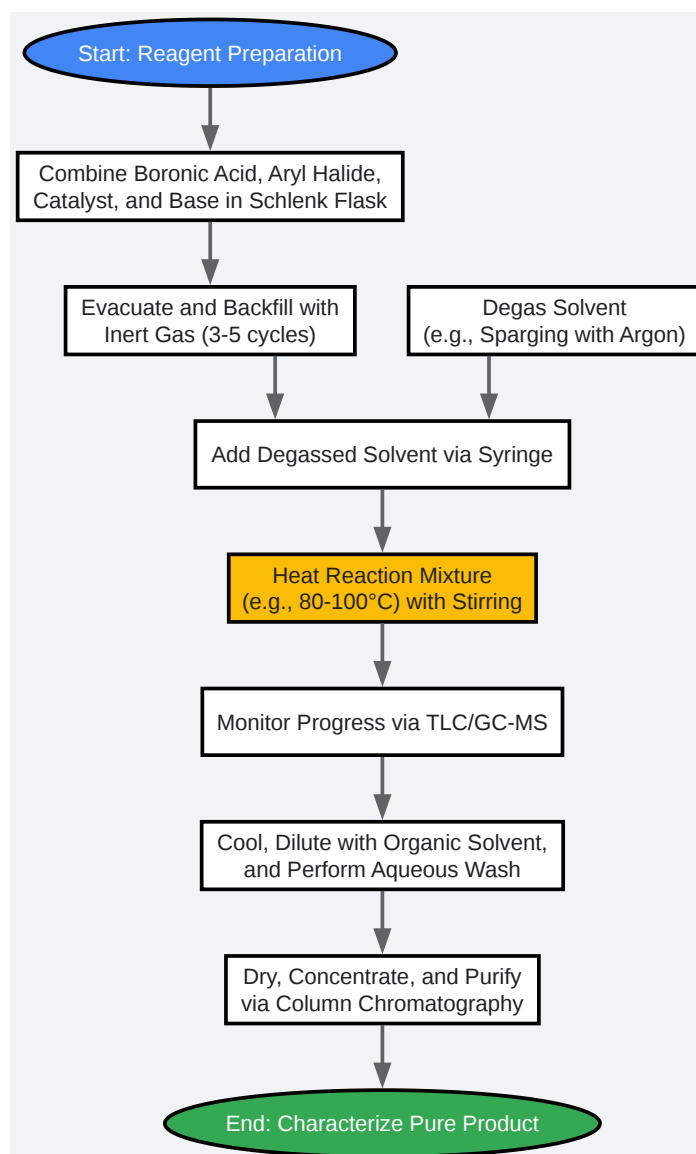 Start: Reagent Preparation
Combine Boronic Acid, Aryl Halide,
Catalyst, and Base in Schlenk Flask
Evacuate and Backfill with
Inert Gas (3-5 cycles)
Degas Solvent
(e.g., Sparging with Argon)
Add Degassed Solvent via Syringe
Heat Reaction Mixture
(e.g., 80-100°C) with Stirring
Monitor Progress via TLC/GC-MS
Cool, Dilute with Organic Solvent,
and Perform Aqueous Wash
Dry, Concentrate, and Purify
via Column Chromatography
End: Characterize Pure Product